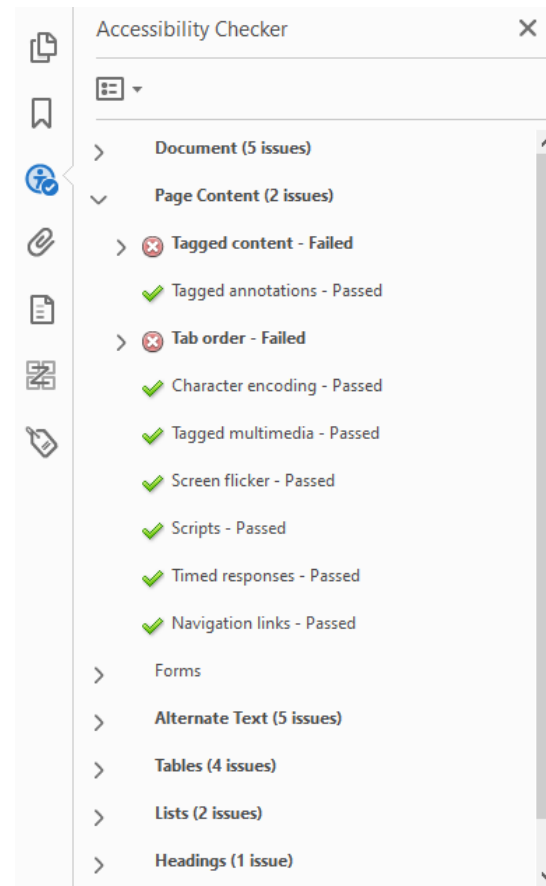 Accessibility Checker
Document (5 issues)
Page Content (2 issues)
Tagged content - Failed
Tagged annotations - Passed
Tab order - Failed
Character encoding - Passed
Tagged multimedia - Passed
Screen flicker - Passed
Scripts - Passed
Timed responses - Passed
Navigation links - Passed
Forms
Alternate Text (5 issues)
Tables (4 issues)
Lists (2 issues)
Headings (1 issue)